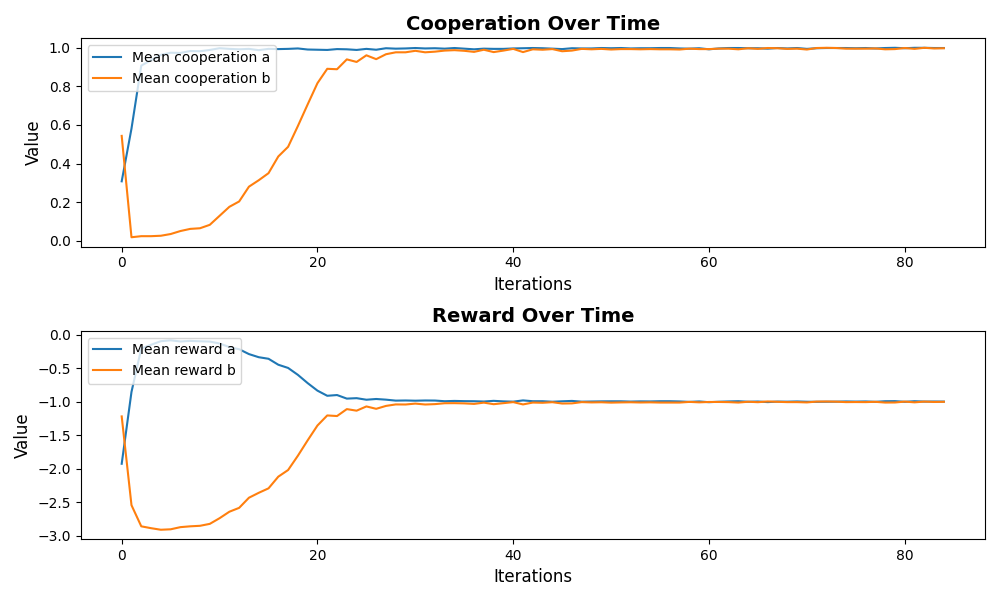 Cooperation Over Time
Mean cooperation a
Mean cooperation b
Value
1.0
0.8
0.6
0.4
0.2
0.0
0 20 40 60 80
Iterations
Reward Over Time
Mean reward a
Mean reward b
Value
0.0
−0.5
−1.0
−1.5
−2.0
−2.5
−3.0
0 20 40 60 80
Iterations